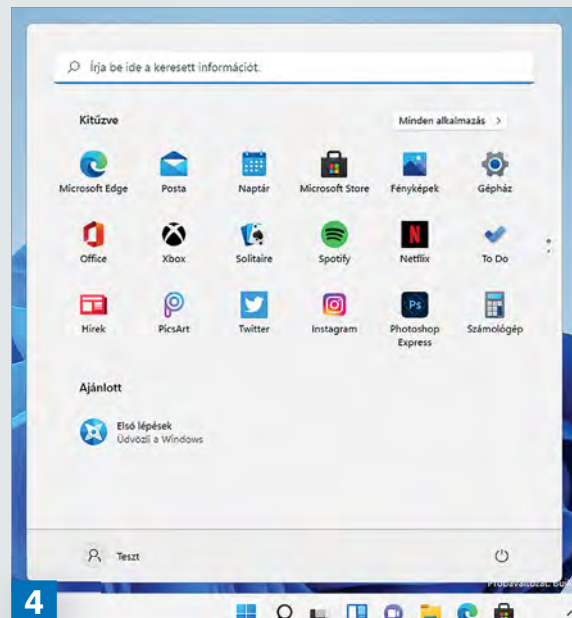 Írja be ide a keresett információt.
Kitűzve
Minden alkalmazás >
Microsoft Edge Posta Naptár Microsoft Store Fényképek Gépház
Office Xbox Solitaire Spotify Netflix To Do
Hírek PicsArt Twitter Instagram Photoshop Express Számológép
Ajánlott
Első lépések
Üdvözli a Windows
Teszt
Próbaváltozat.
4